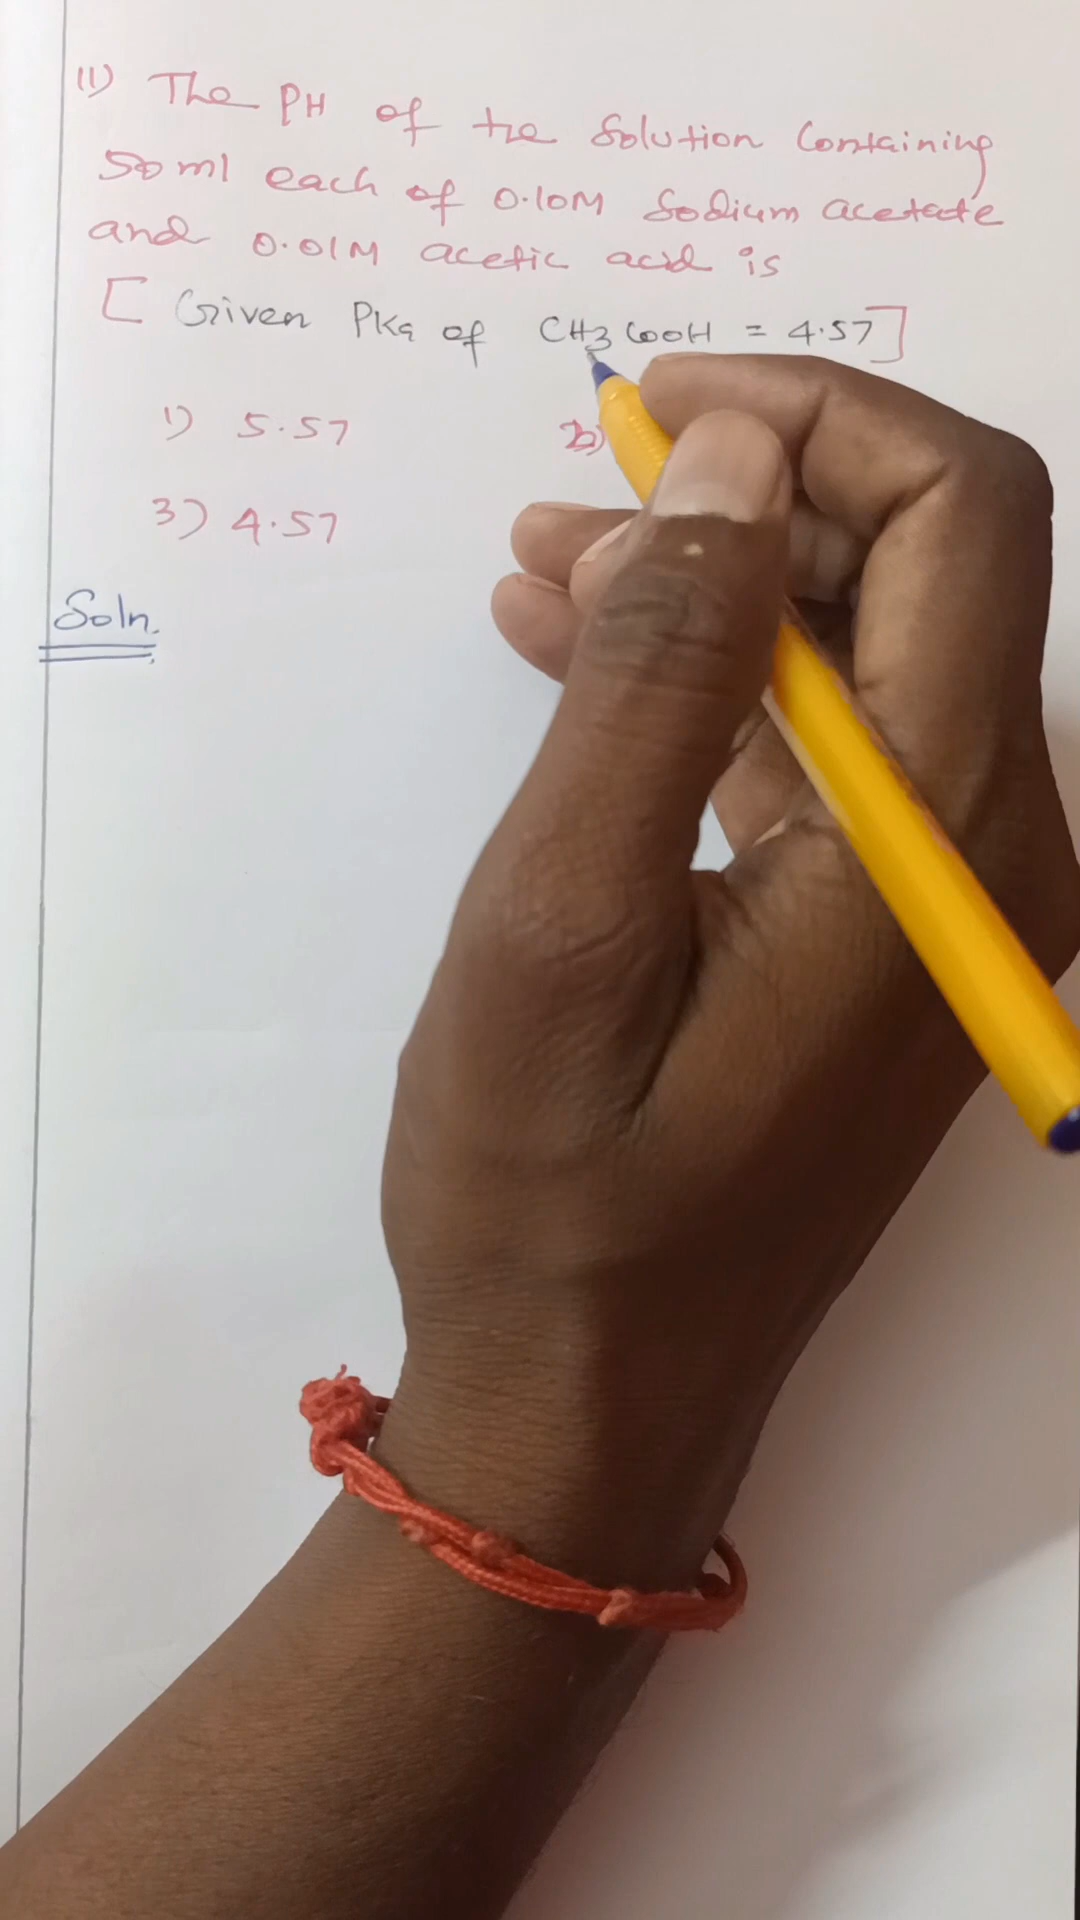 11) The PH of the Solution Containing
50 ml each of 0.10M Sodium acetate
and 0.01M acetic acid is
[ Given PKa of CH3COOH = 4.57 ]
1) 5.57 2)
3) 4.57
Soln.